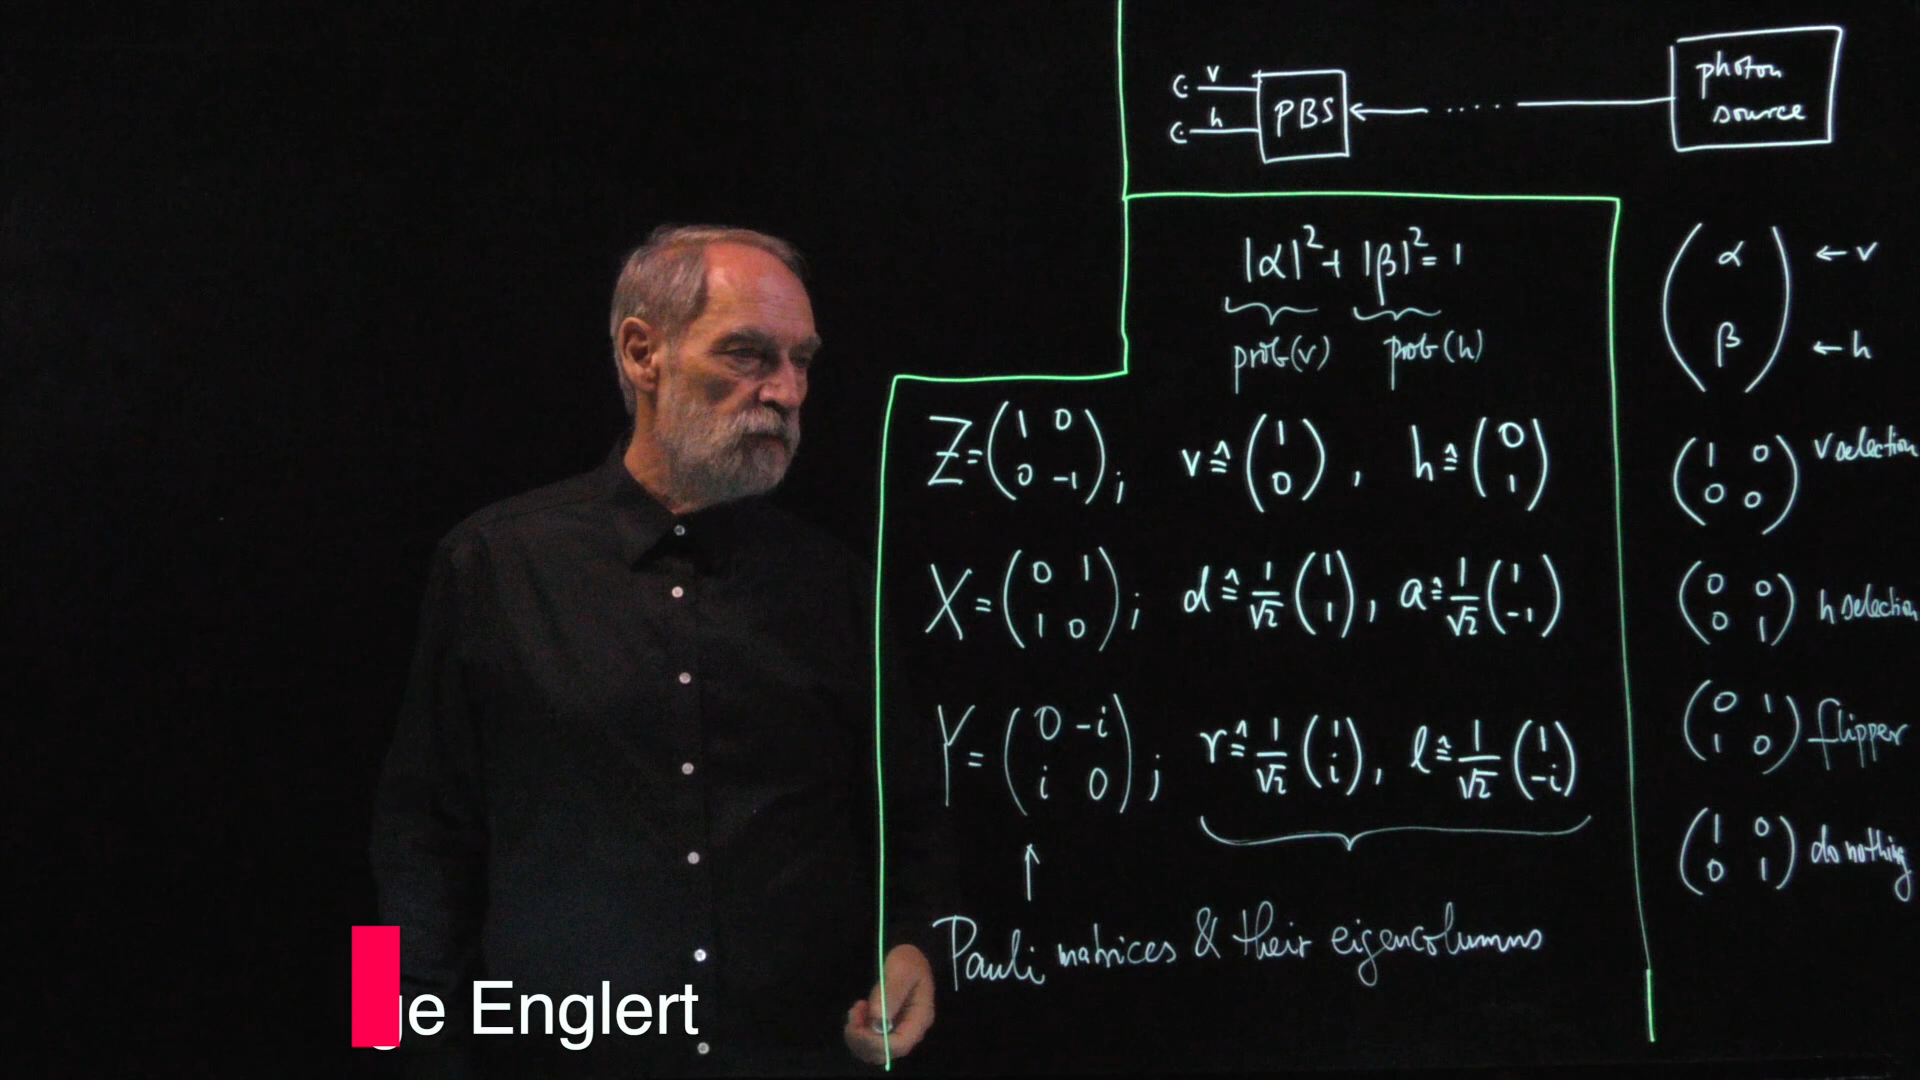 photon
source
v
h
PBS
....
|α|² + |β|² = 1
prob(v) prob(h)
(α β) ← v ← h
Z = (1 0 0 -1); v ≙ (1 0), h ≙ (0 1)
X = (0 1 1 0); d ≙ 1/√2 (1 1), a ≙ 1/√2 (1 -1)
Y = (0 -i i 0); r ≙ 1/√2 (1 i), l ≙ 1/√2 (1 -i)
↑
Pauli matrices & their eigencolumns
(1 0 0 0) v selection
(0 0 0 1) h selection
(0 1 1 0) flipper
(1 0 0 1) do nothing
ge Englert